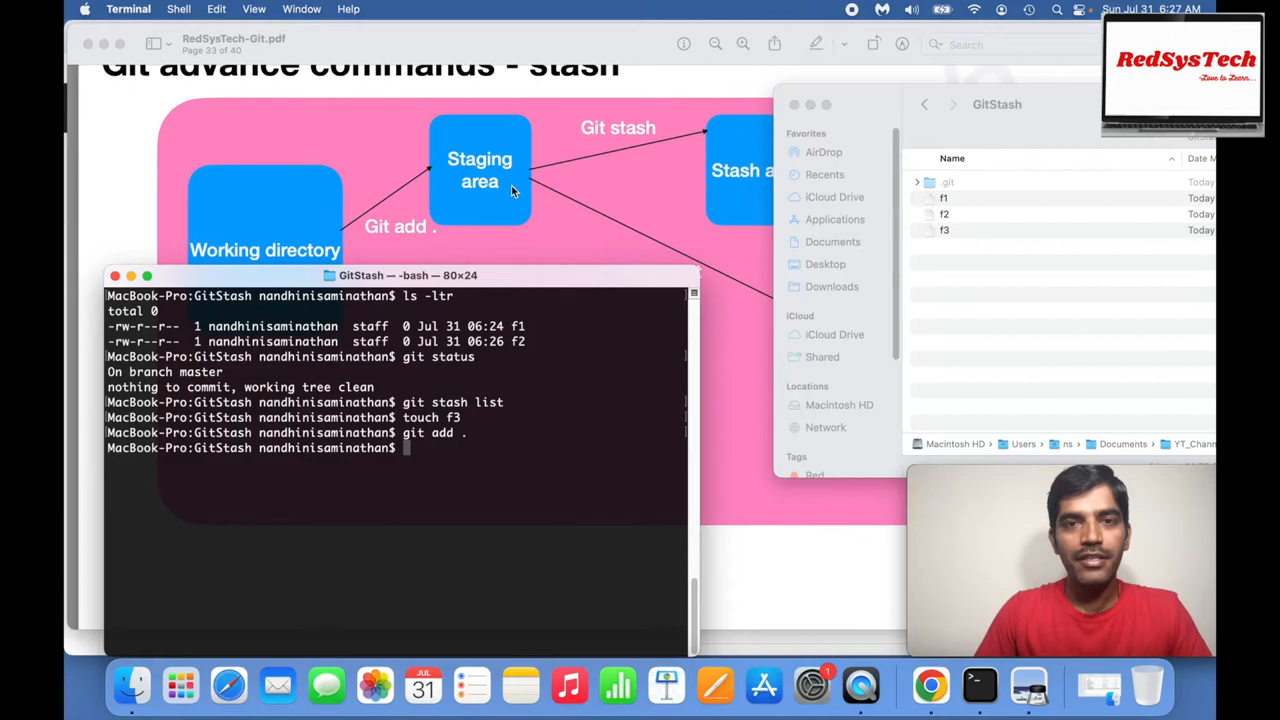 Terminal Shell Edit View Window Help
Sun Jul 31 6:27 AM
RedSysTech-Git.pdf
Page 33 of 40
Search
RedSysTech
-Love to Learn...
Git advance commands - stash
Git stash
Staging
area
Stash a
Git add .
Working directory
GitStash
Favorites
AirDrop
Recents
iCloud Drive
Applications
Documents
Desktop
Downloads
iCloud
iCloud Drive
Shared
Locations
Macintosh HD
Network
Tags
Red
Name
Date M
.git
Today
f1
Today
f2
Today
f3
Today
Macintosh HD Users ns Documents YT_Chann
GitStash — -bash — 80×24
MacBook-Pro:GitStash nandhinisaminathan$ ls -ltr
total 0
-rw-r--r-- 1 nandhinisaminathan staff 0 Jul 31 06:24 f1
-rw-r--r-- 1 nandhinisaminathan staff 0 Jul 31 06:26 f2
MacBook-Pro:GitStash nandhinisaminathan$ git status
On branch master
nothing to commit, working tree clean
MacBook-Pro:GitStash nandhinisaminathan$ git stash list
MacBook-Pro:GitStash nandhinisaminathan$ touch f3
MacBook-Pro:GitStash nandhinisaminathan$ git add .
MacBook-Pro:GitStash nandhinisaminathan$
JUL
31
1